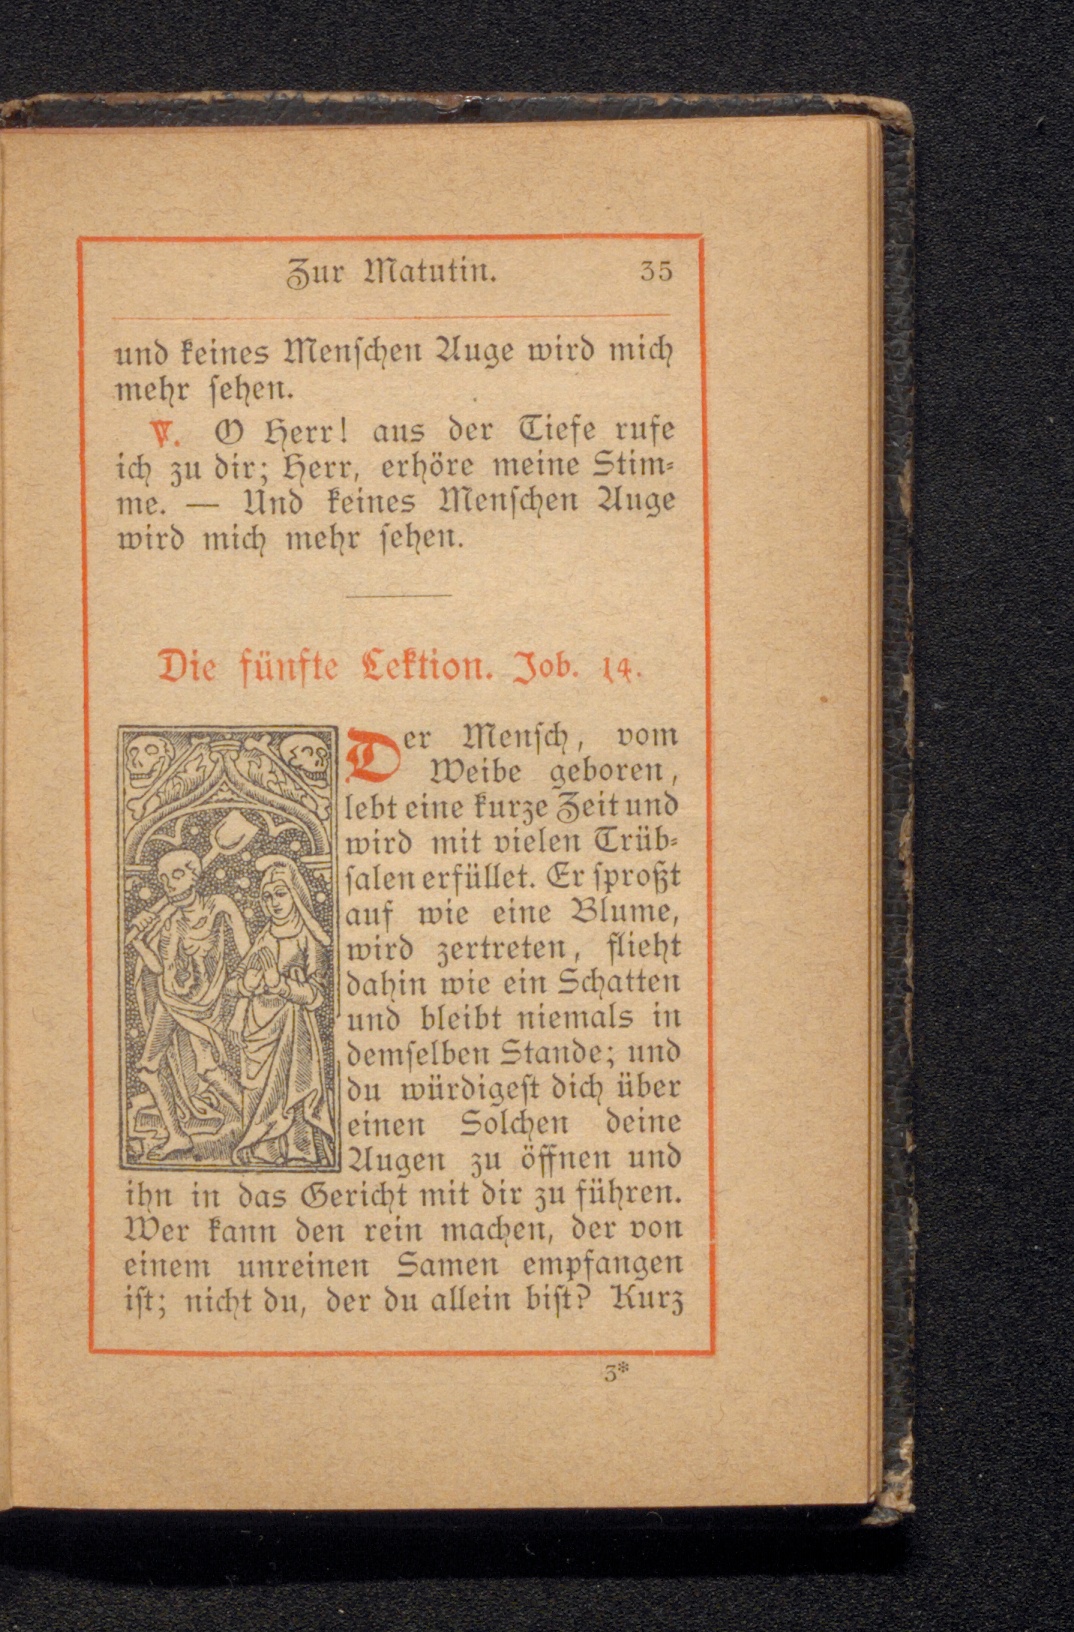 Zur Matutin. 35
und keines Menſchen Auge wird mich
mehr ſehen.
℣. O Herr! aus der Tiefe rufe
ich zu dir; Herr, erhöre meine Stim⸗
me. — Und keines Menſchen Auge
wird mich mehr ſehen.
Die fünfte Lektion. Job. 14.
Der Menſch, vom
Weibe geboren,
lebt eine kurze Zeit und
wird mit vielen Trüb⸗
ſalen erfüllet. Er ſproßt
auf wie eine Blume,
wird zertreten, flieht
dahin wie ein Schatten
und bleibt niemals in
demſelben Stande; und
du würdigeſt dich über
einen Solchen deine
Augen zu öffnen und
ihn in das Gericht mit dir zu führen.
Wer kann den rein machen, der von
einem unreinen Samen empfangen
iſt; nicht du, der du allein biſt? Kurz
3*